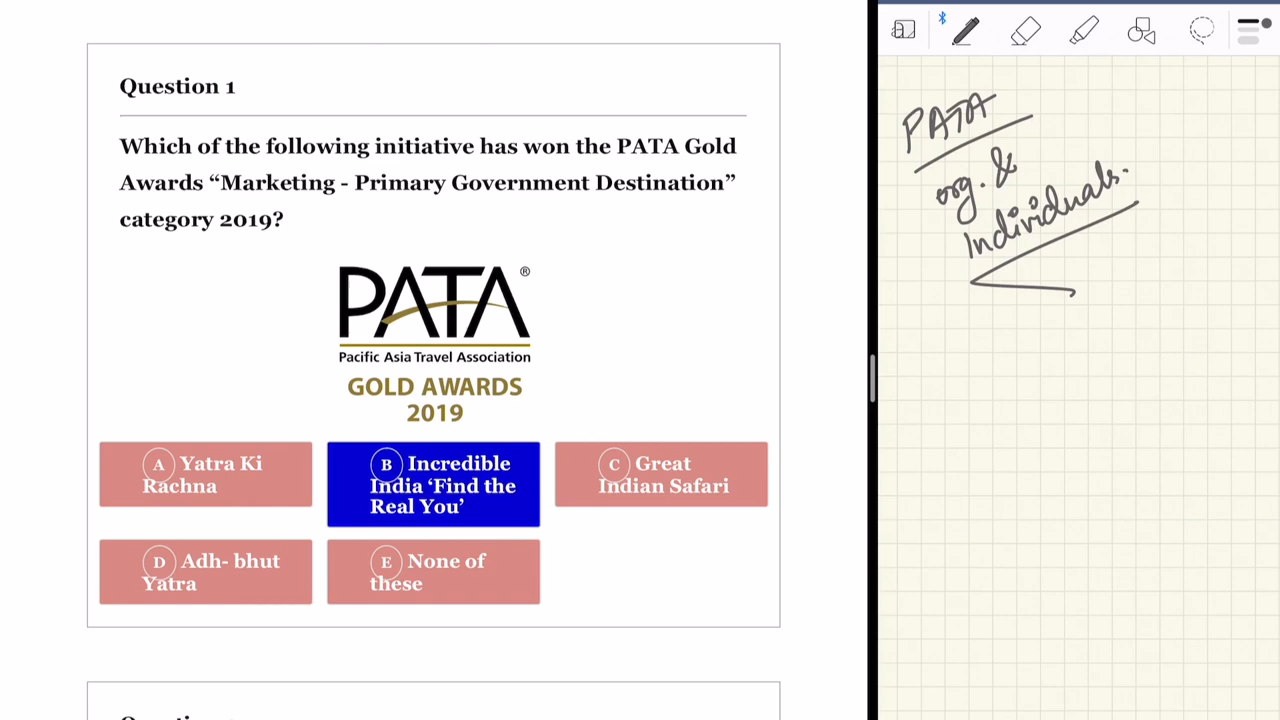 Question 1
Which of the following initiative has won the PATA Gold
Awards “Marketing - Primary Government Destination”
category 2019?
PATA®
Pacific Asia Travel Association
GOLD AWARDS
2019
A Yatra Ki
Rachna
B Incredible
India ‘Find the
Real You’
C Great
Indian Safari
D Adh- bhut
Yatra
E None of
these
PATA
org. &
Individuals.